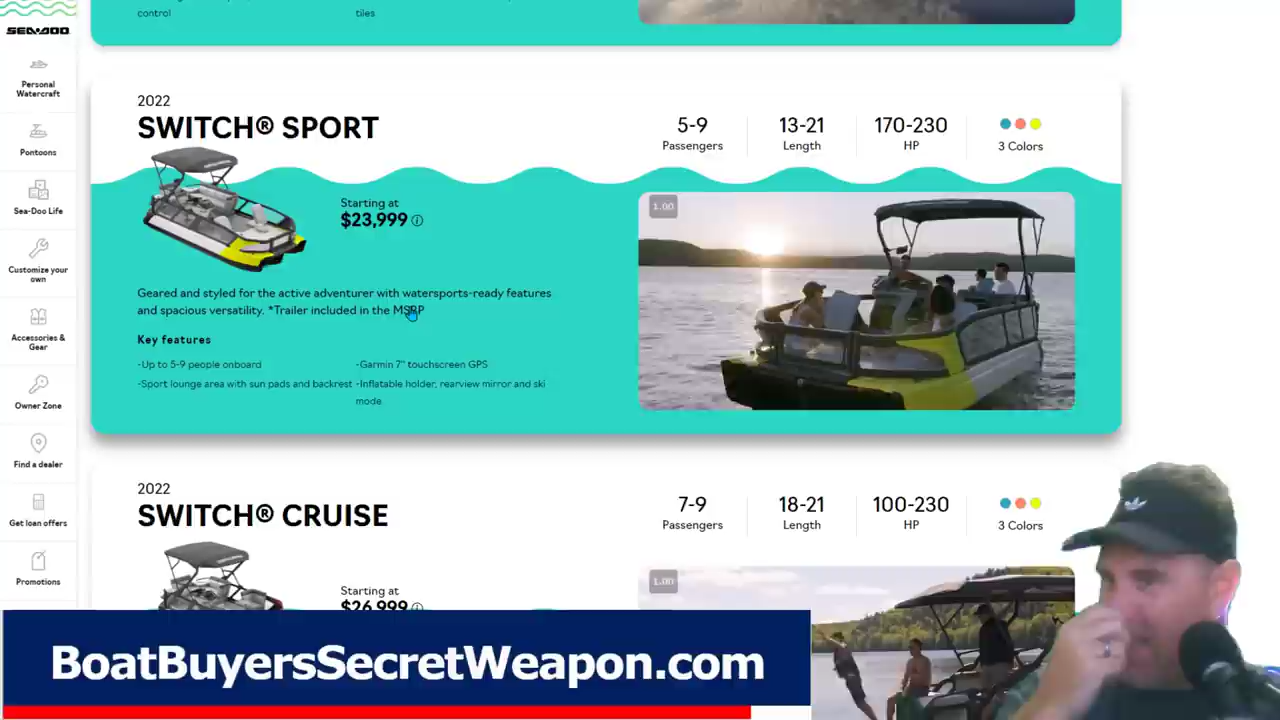 SEA-DOO
Personal
Watercraft
Pontoons
Sea-Doo Life
Customize your
own
Accessories &
Gear
Owner Zone
Find a dealer
Get loan offers
Promotions
control
tiles
2022
SWITCH® SPORT
5-9
Passengers
13-21
Length
170-230
HP
3 Colors
Starting at
$23,999
1.00
Geared and styled for the active adventurer with watersports-ready features
and spacious versatility. *Trailer included in the MSRP
Key features
-Up to 5-9 people onboard
-Garmin 7" touchscreen GPS
-Sport lounge area with sun pads and backrest
-Inflatable holder, rearview mirror and ski
mode
2022
SWITCH® CRUISE
7-9
Passengers
18-21
Length
100-230
HP
3 Colors
Starting at
$26,999
1.00
BoatBuyersSecretWeapon.com